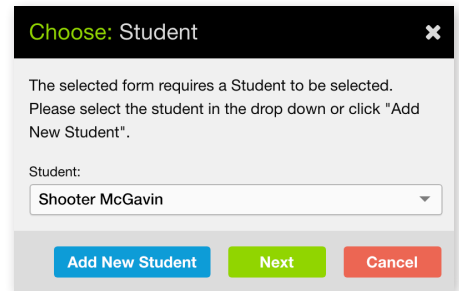 Choose: Student
The selected form requires a Student to be selected.
Please select the student in the drop down or click "Add
New Student".
Student:
Shooter McGavin
Add New Student Next Cancel